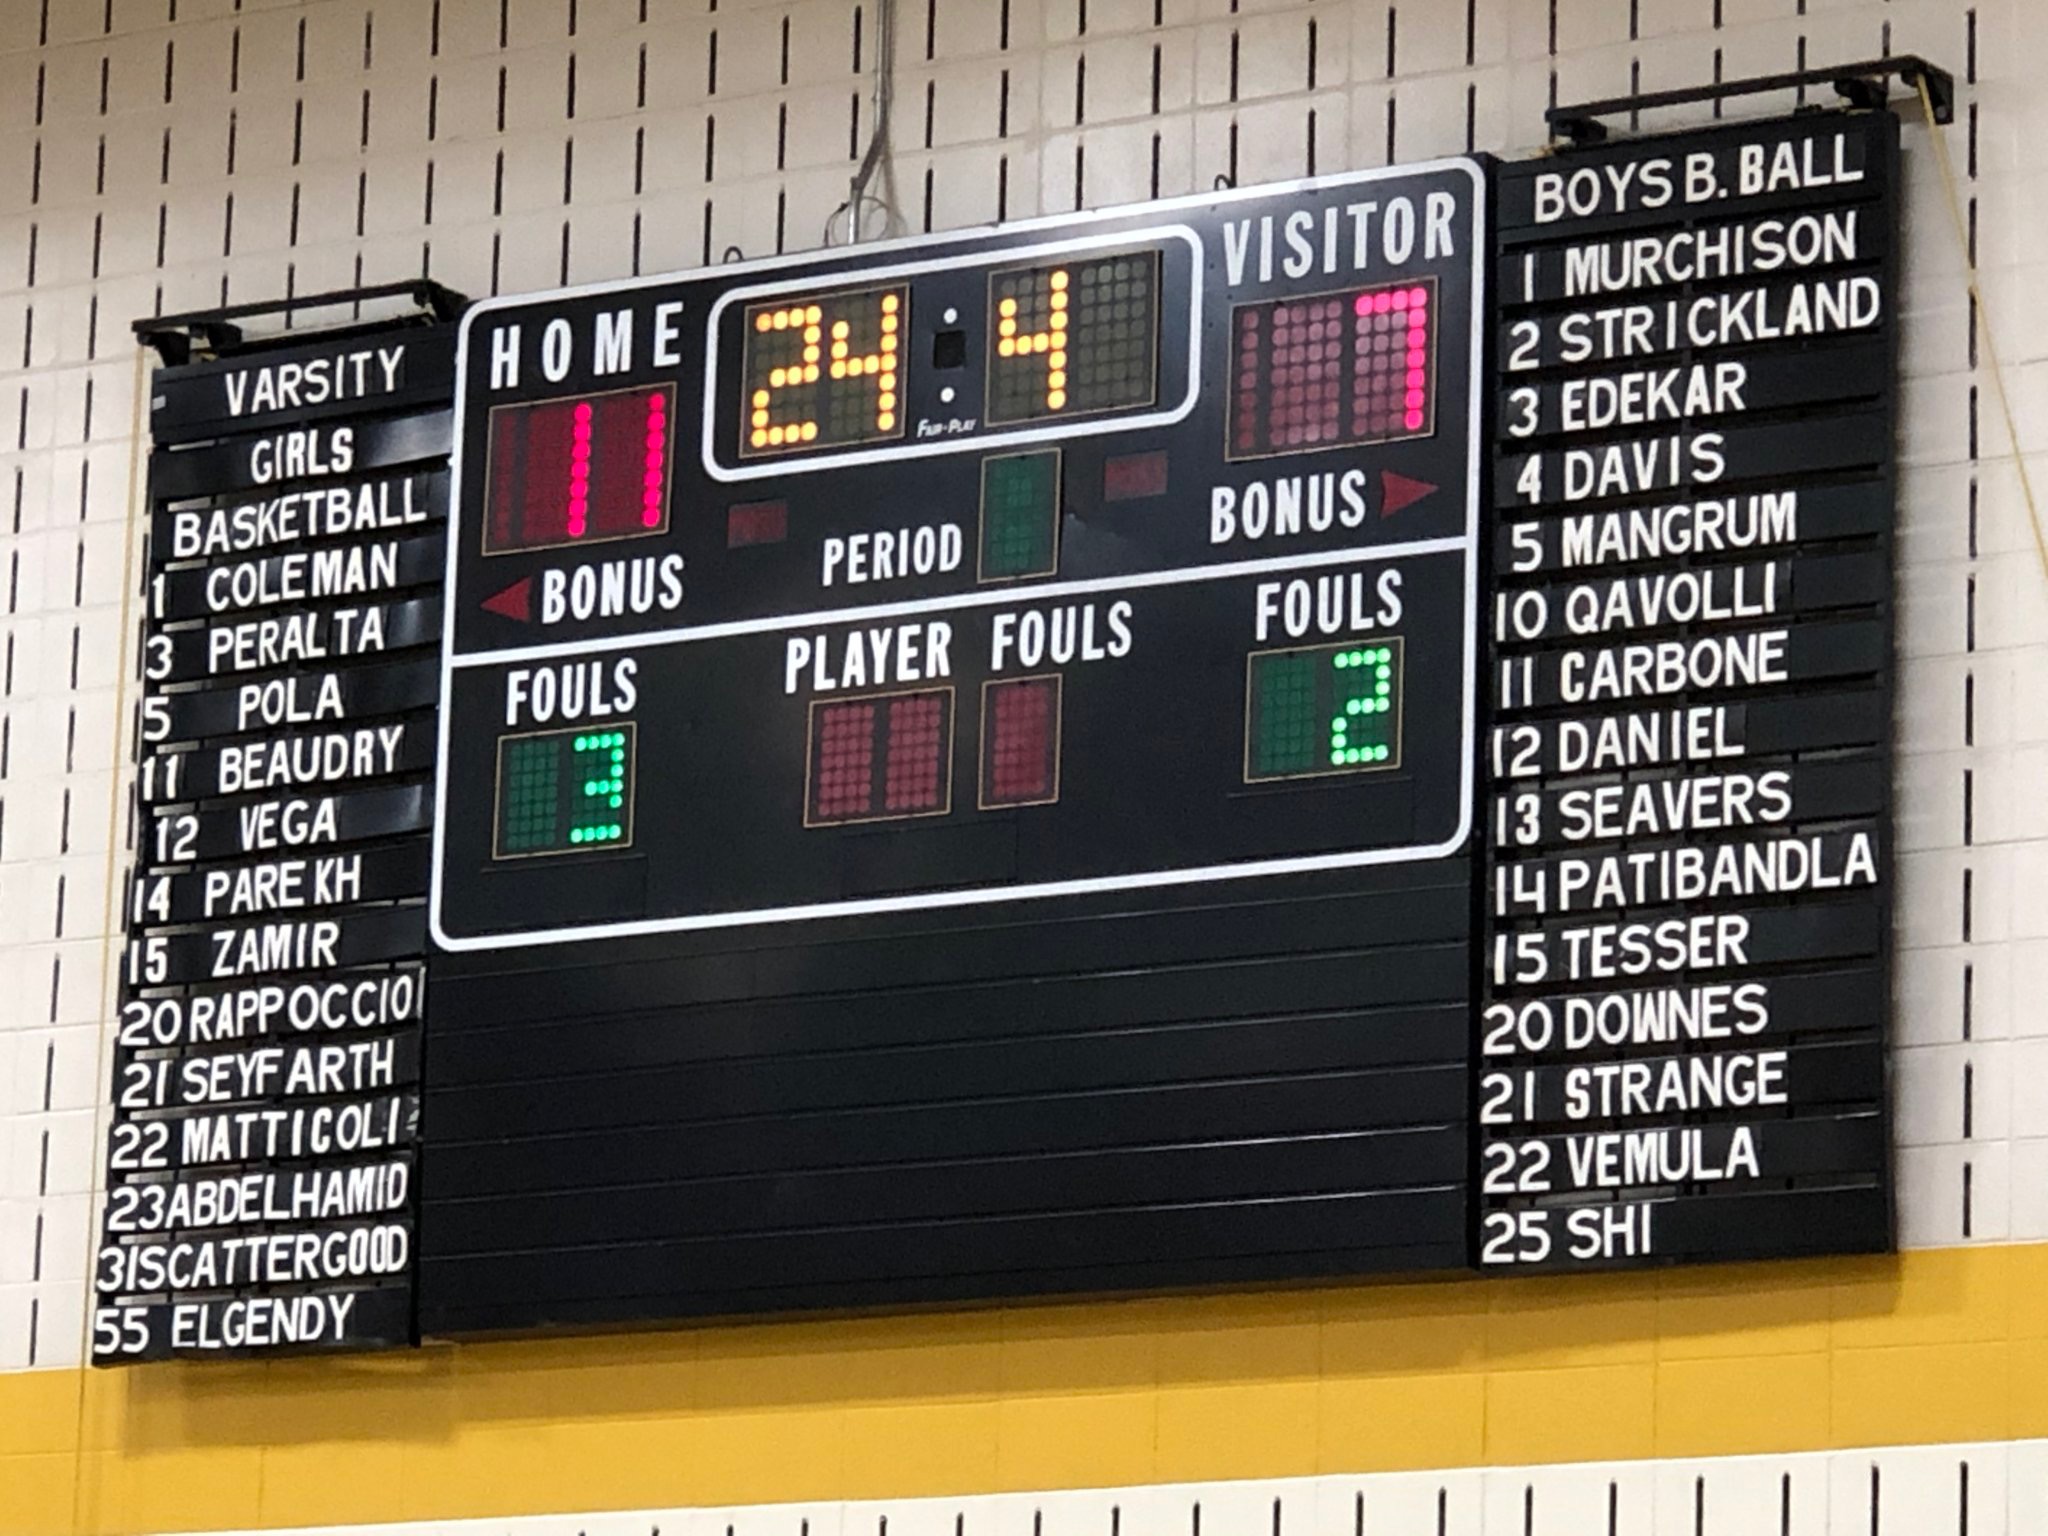 VARSITY
GIRLS
BASKETBALL
1 COLEMAN
3 PERALTA
5 POLA
11 BEAUDRY
12 VEGA
14 PAREKH
15 ZAMIR
20 RAPPOCCIO
21 SEYFARTH
22 MATTICOLI
23 ABDELHAMID
31 SCATTERGOOD
55 ELGENDY
HOME
24:4
VISITOR
11
7
FAIR-PLAY
BONUS
PERIOD
BONUS
FOULS
PLAYER FOULS
FOULS
3
2
BOYS B. BALL
1 MURCHISON
2 STRICKLAND
3 EDEKAR
4 DAVIS
5 MANGRUM
10 QAVOLLI
11 CARBONE
12 DANIEL
13 SEAVERS
14 PATIBANDLA
15 TESSER
20 DOWNES
21 STRANGE
22 VEMULA
25 SHI